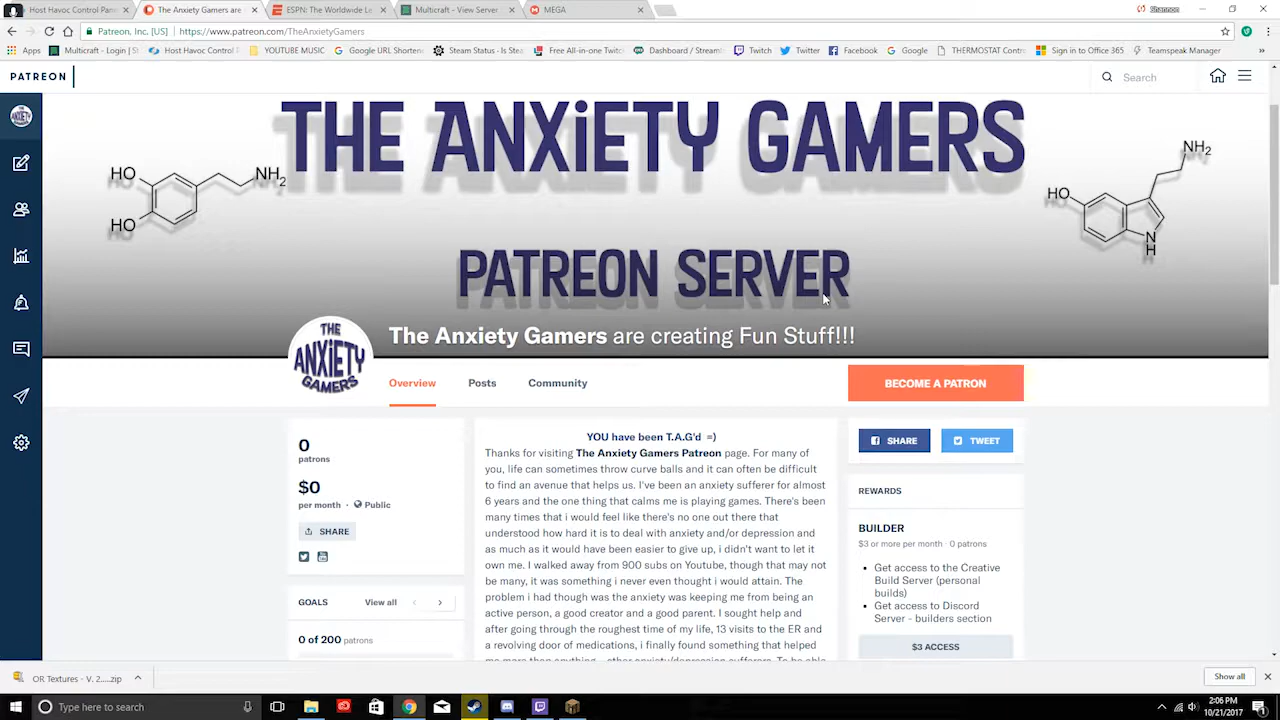 Host Havoc Control Pan
The Anxiety Gamers are
ESPN: The Worldwide Le
Multicraft - View Server
MEGA
Shannon
Patreon, Inc. [US]
https://www.patreon.com/TheAnxietyGamers
Apps
Multicraft - Login | S
Host Havoc Control
YOUTUBE MUSIC
Google URL Shorten
Steam Status · Is Stea
Free All-in-one Twitc
Dashboard / Stream
Twitch
Twitter
Facebook
Google
THERMOSTAT Contro
Sign in to Office 365
Teamspeak Manager
PATREON
Search
THE ANXiETY GAMERS
HO
HO
NH2
HO
NH2
N
H
PATREON SERVER
The Anxiety Gamers are creating Fun Stuff!!!
THE
ANXiETY
GAMERS
Overview
Posts
Community
BECOME A PATRON
0
patrons
$0
per month · Public
SHARE
GOALS
View all
0 of 200 patrons
YOU have been T.A.G'd =)
Thanks for visiting The Anxiety Gamers Patreon page. For many of
you, life can sometimes throw curve balls and it can often be difficult
to find an avenue that helps us. I've been an anxiety sufferer for almost
6 years and the one thing that calms me is playing games. There's been
many times that i would feel like there's no one out there that
understood how hard it is to deal with anxiety and/or depression and
as much as it would have been easier to give up, i didn't want to let it
own me. I walked away from 900 subs on Youtube, though that may not
be many, it was something i never even thought i would attain. The
problem i had though was the anxiety was keeping me from being an
active person, a good creator and a good parent. I sought help and
after going through the roughest time of my life, 13 visits to the ER and
a revolving door of medications, i finally found something that helped
me more than anything - other anxiety/depression sufferers. To be able
SHARE
TWEET
REWARDS
BUILDER
$3 or more per month · 0 patrons
Get access to the Creative
Build Server (personal
builds)
Get access to Discord
Server - builders section
$3 ACCESS
OR Textures - V. 2.....zip
Show all
Type here to search
2:06 PM
10/21/2017